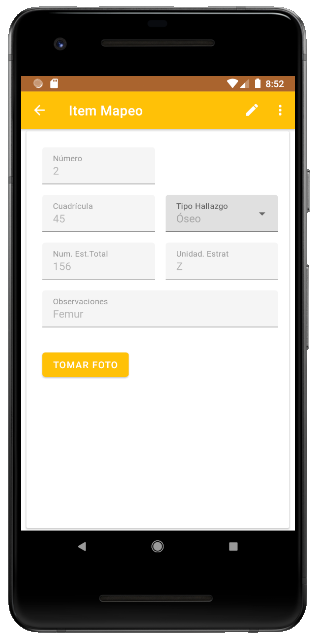 8:52
Item Mapeo
Número
2
Cuadrícula
45
Tipo Hallazgo
Óseo
Num. Est.Total
156
Unidad. Estrat
Z
Observaciones
Femur
TOMAR FOTO